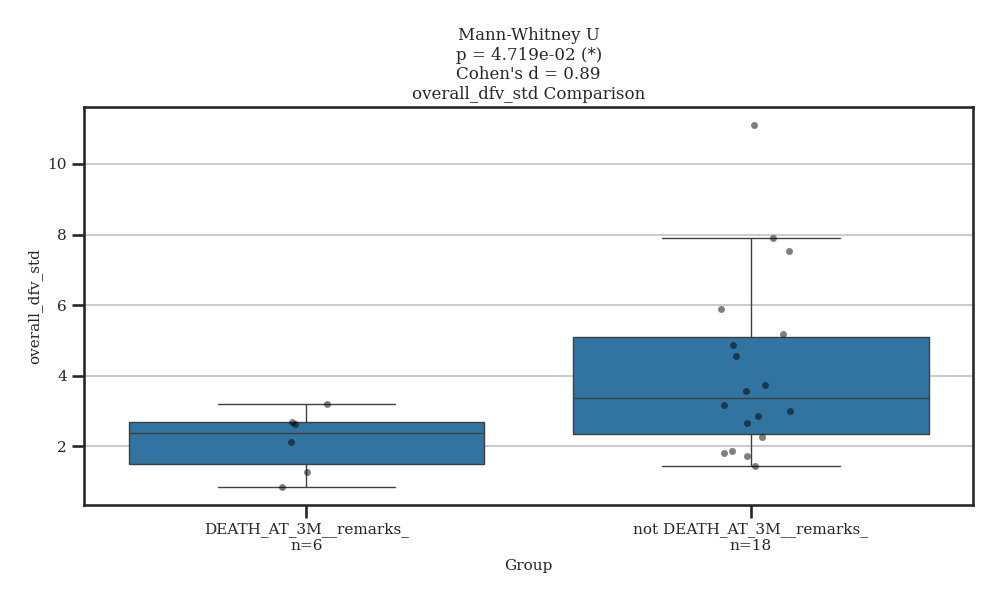 Mann-Whitney U
p = 4.719e-02 (*)
Cohen's d = 0.89
overall_dfv_std Comparison
overall_dfv_std
10
8
6
4
2
DEATH_AT_3M__remarks_
n=6
not DEATH_AT_3M__remarks_
n=18
Group